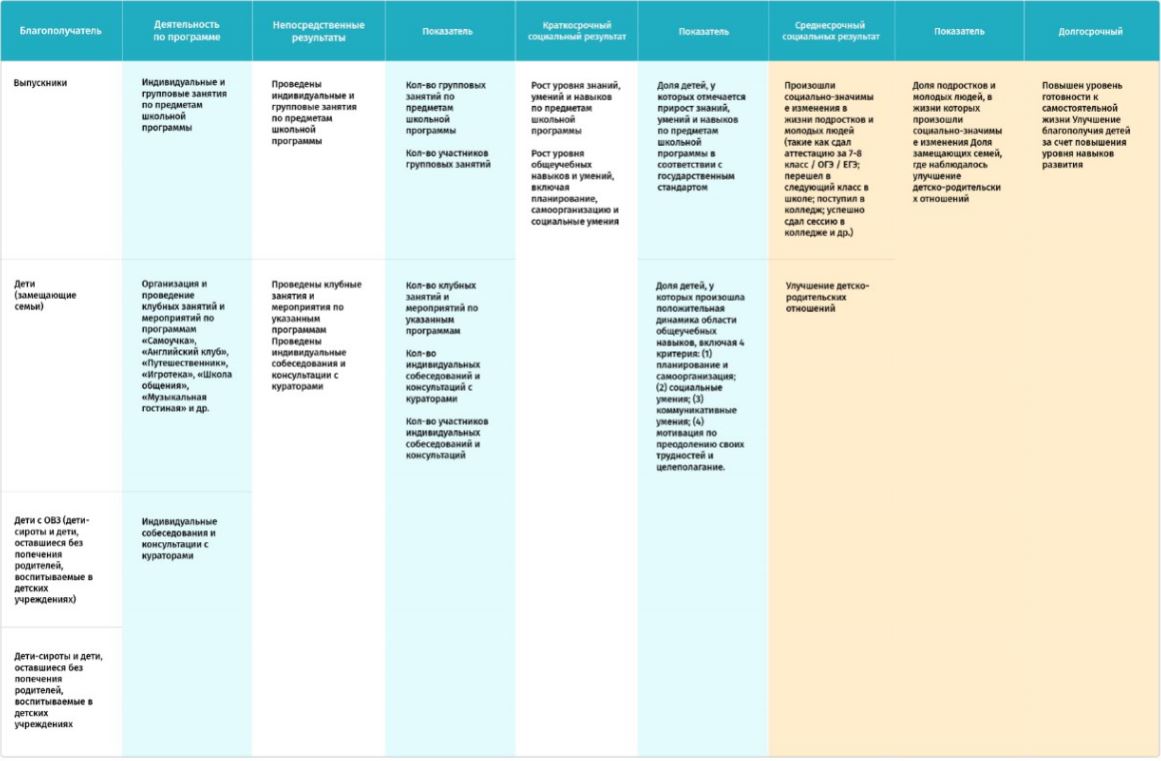 Благополучатель
Деятельность
по программе
Непосредственные
результаты
Показатель
Краткосрочный
социальный результат
Показатель
Среднесрочный
социальных результат
Показатель
Долгосрочный
Выпускники
Индивидуальные и
групповые занятия
по предметам
школьной
программы
Проведены
индивидуальные и
групповые занятия
по предметам
школьной
программы
Кол-во групповых
занятий по
предметам
школьной
программы
Кол-во участников
групповых занятий
Рост уровня знаний,
умений и навыков
по предметам
школьной
программы
Рост уровня
общеучебных
навыков и умений,
включая
планирование,
самоорганизацию и
социальные умения
Доля детей, у
которых отмечается
прирост знаний,
умений и навыков
по предметам
школьной
программы в
соответствии с
государственным
стандартом
Произошли
социально-значимы
е изменения в
жизни подростков и
молодых людей
(такие как сдал
аттестацию за 7-8
класс / ОГЭ / ЕГЭ;
перешел в
следующий класс в
школе; поступил в
колледж; успешно
сдал сессию в
колледже и др.)
Доля подростков и
молодых людей, в
жизни которых
произошли
социально-значимы
е изменения Доля
замещающих семей,
где наблюдалось
улучшение
детско-родительски
х отношений
Повышен уровень
готовности к
самостоятельной
жизни Улучшение
благополучия детей
за счет повышения
уровня навыков
развития
Дети
(замещающие
семьи)
Организация и
проведение
клубных занятий и
мероприятий по
программам
«Самоучка»,
«Английский клуб»,
«Путешественник»,
«Игротека», «Школа
общения»,
«Музыкальная
гостиная» и др.
Проведены клубные
занятия и
мероприятия по
указанным
программам
Проведены
индивидуальные
собеседования и
консультации с
кураторами
Кол-во клубных
занятий и
мероприятий по
указанным
программам
Кол-во
индивидуальных
собеседований и
консультаций с
кураторами
Кол-во участников
индивидуальных
собеседований и
консультаций
Доля детей, у
которых произошла
положительная
динамика области
общеучебных
навыков, включая 4
критерия: (1)
планирование и
самоорганизация;
(2) социальные
умения; (3)
коммуникативные
умения; (4)
мотивация по
преодолению своих
трудностей и
целеполагание.
Улучшение детско-
родительских
отношений
Дети с ОВЗ (дети-
сироты и дети,
оставшиеся без
попечения
родителей,
воспитываемые в
детских
учреждениях)
Индивидуальные
собеседования и
консультации с
кураторами
Дети-сироты и дети,
оставшиеся без
попечения
родителей,
воспитываемые в
детских
учреждениях